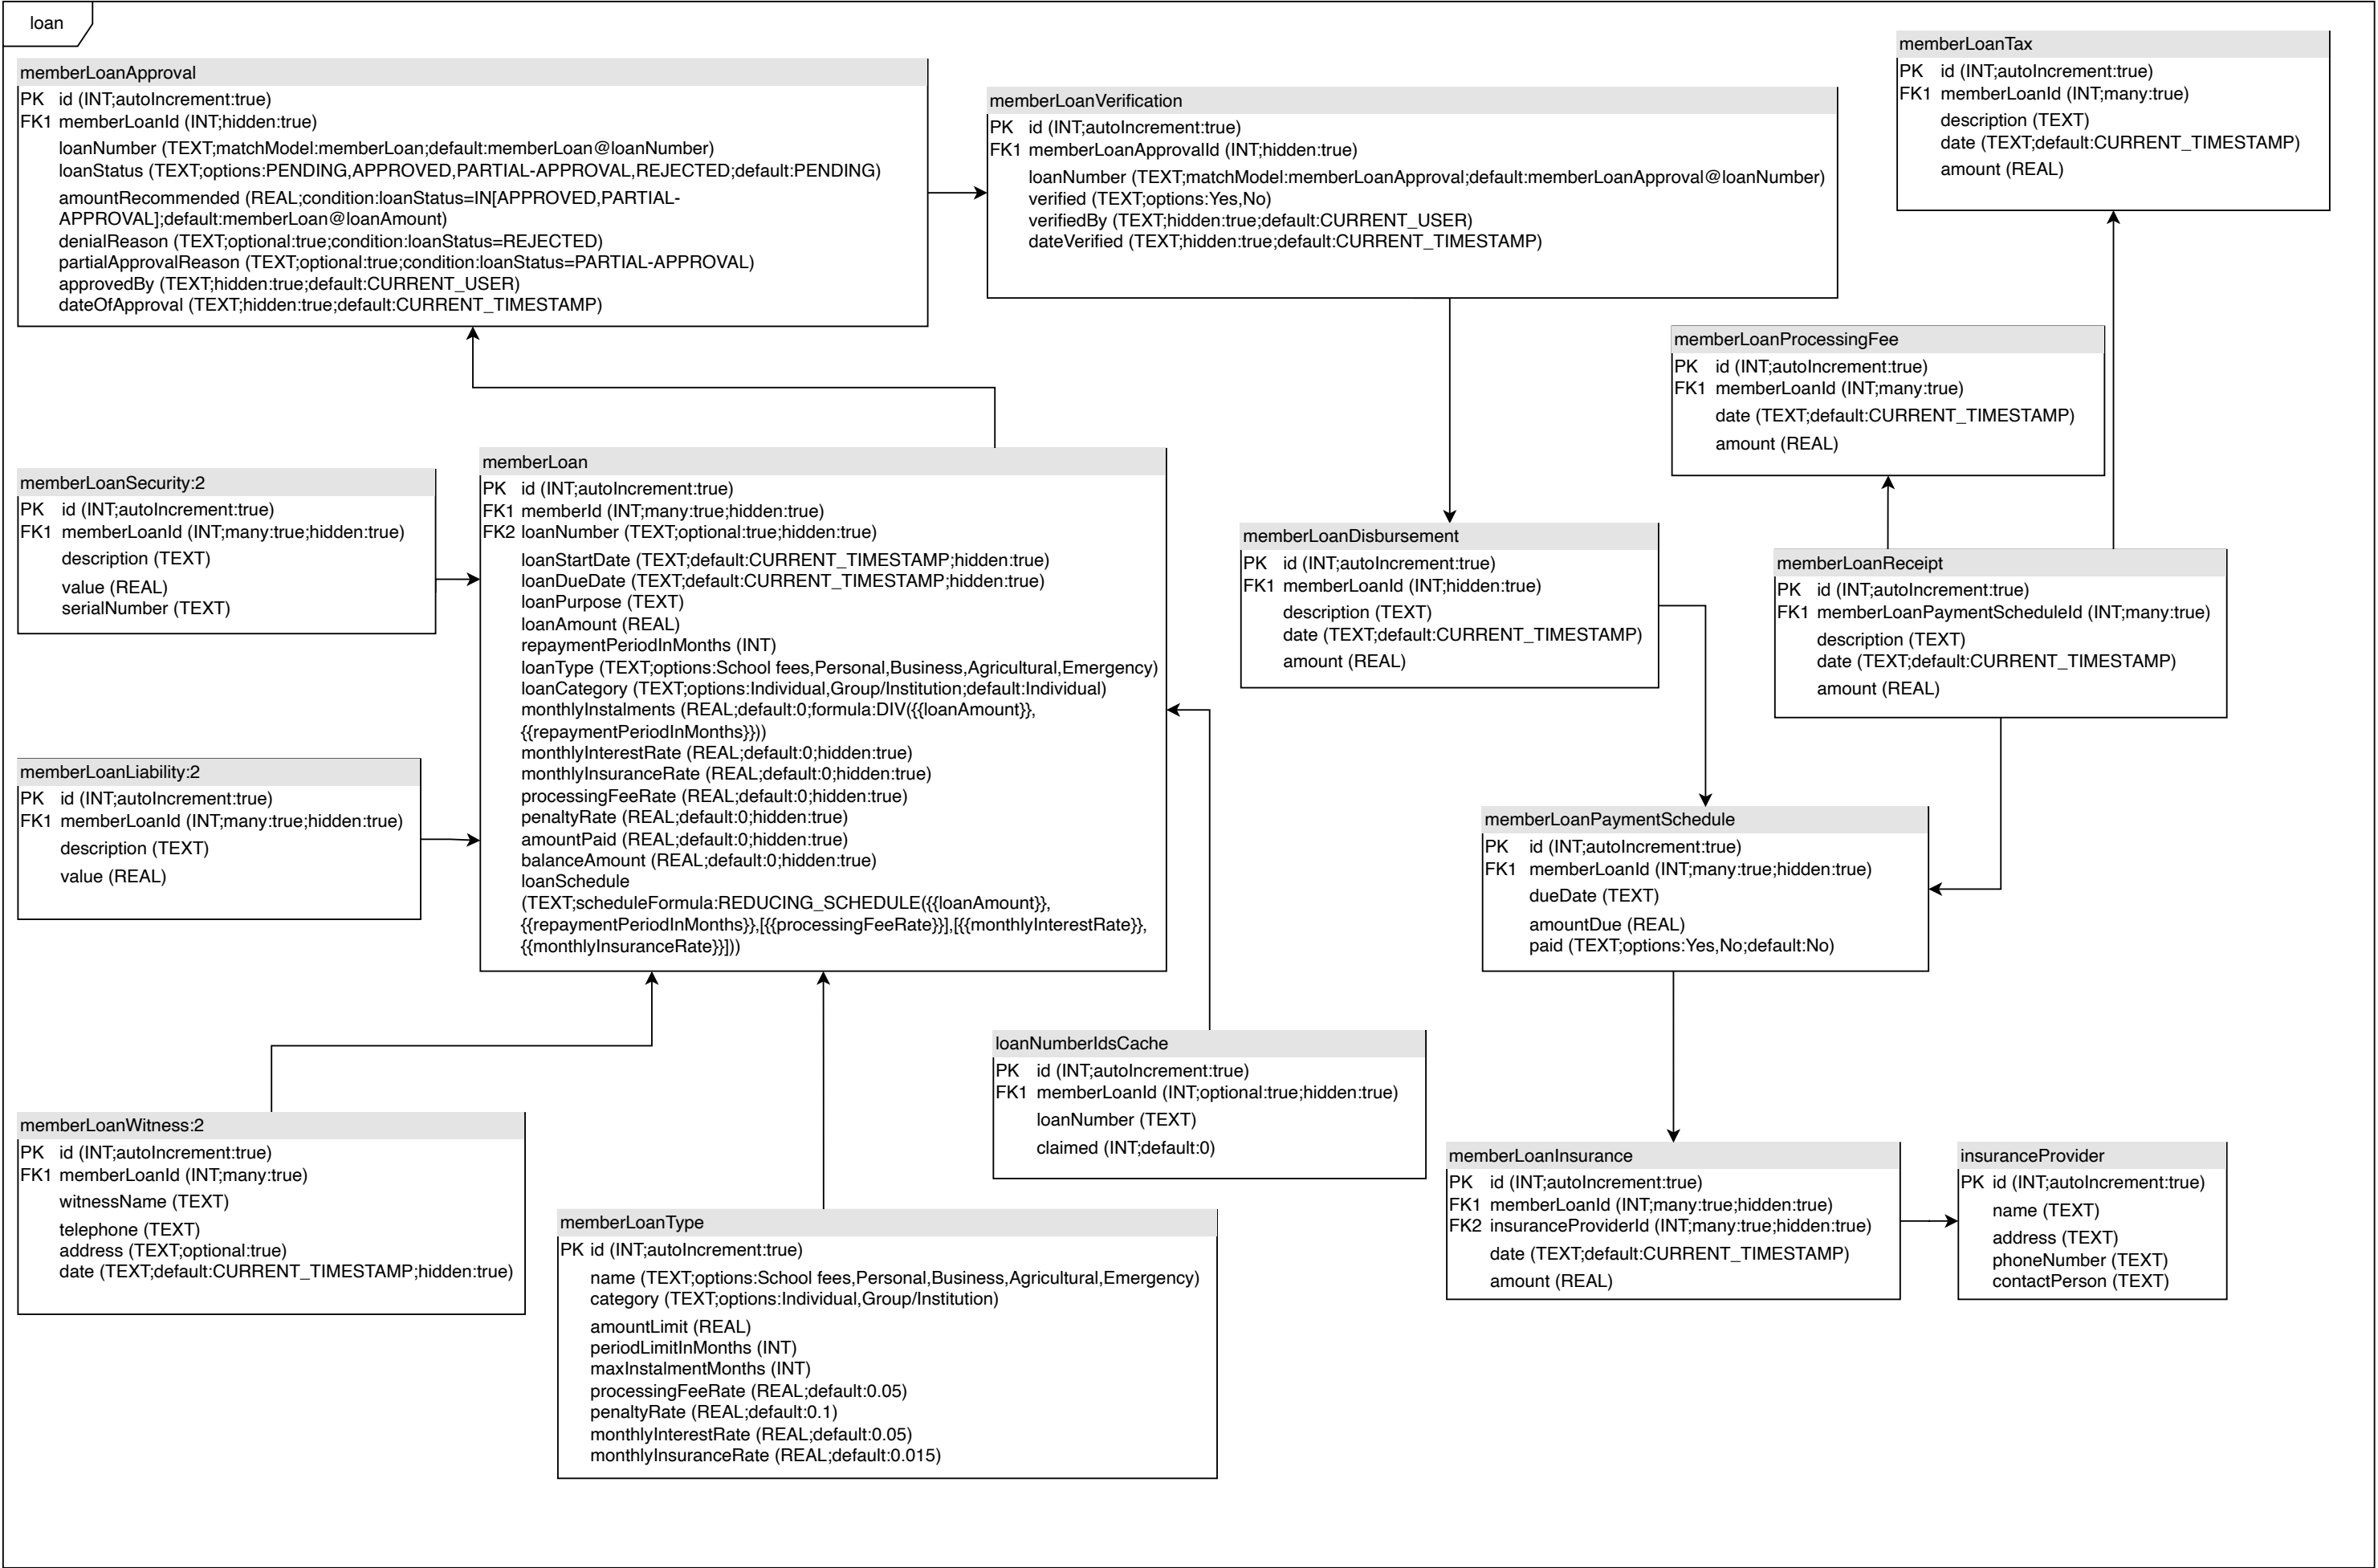 loan
memberLoanApproval
PK id (INT;autoIncrement:true)
FK1 memberLoanId (INT;hidden:true)
loanNumber (TEXT;matchModel:memberLoan;default:memberLoan@loanNumber)
loanStatus (TEXT;options:PENDING,APPROVED,PARTIAL-APPROVAL,REJECTED;default:PENDING)
amountRecommended (REAL;condition:loanStatus=IN[APPROVED,PARTIAL-
APPROVAL];default:memberLoan@loanAmount)
denialReason (TEXT;optional:true;condition:loanStatus=REJECTED)
partialApprovalReason (TEXT;optional:true;condition:loanStatus=PARTIAL-APPROVAL)
approvedBy (TEXT;hidden:true;default:CURRENT_USER)
dateOfApproval (TEXT;hidden:true;default:CURRENT_TIMESTAMP)
memberLoanVerification
PK id (INT;autoIncrement:true)
FK1 memberLoanApprovalId (INT;hidden:true)
loanNumber (TEXT;matchModel:memberLoanApproval;default:memberLoanApproval@loanNumber)
verified (TEXT;options:Yes,No)
verifiedBy (TEXT;hidden:true;default:CURRENT_USER)
dateVerified (TEXT;hidden:true;default:CURRENT_TIMESTAMP)
memberLoanTax
PK id (INT;autoIncrement:true)
FK1 memberLoanId (INT;many:true)
description (TEXT)
date (TEXT;default:CURRENT_TIMESTAMP)
amount (REAL)
memberLoanProcessingFee
PK id (INT;autoIncrement:true)
FK1 memberLoanId (INT;many:true)
date (TEXT;default:CURRENT_TIMESTAMP)
amount (REAL)
memberLoanSecurity:2
PK id (INT;autoIncrement:true)
FK1 memberLoanId (INT;many:true;hidden:true)
description (TEXT)
value (REAL)
serialNumber (TEXT)
memberLoan
PK id (INT;autoIncrement:true)
FK1 memberId (INT;many:true;hidden:true)
FK2 loanNumber (TEXT;optional:true;hidden:true)
loanStartDate (TEXT;default:CURRENT_TIMESTAMP;hidden:true)
loanDueDate (TEXT;default:CURRENT_TIMESTAMP;hidden:true)
loanPurpose (TEXT)
loanAmount (REAL)
repaymentPeriodInMonths (INT)
loanType (TEXT;options:School fees,Personal,Business,Agricultural,Emergency)
loanCategory (TEXT;options:Individual,Group/Institution;default:Individual)
monthlyInstalments (REAL;default:0;formula:DIV({{loanAmount}},
{{repaymentPeriodInMonths}}))
monthlyInterestRate (REAL;default:0;hidden:true)
monthlyInsuranceRate (REAL;default:0;hidden:true)
processingFeeRate (REAL;default:0;hidden:true)
penaltyRate (REAL;default:0;hidden:true)
amountPaid (REAL;default:0;hidden:true)
balanceAmount (REAL;default:0;hidden:true)
loanSchedule
(TEXT;scheduleFormula:REDUCING_SCHEDULE({{loanAmount}},
{{repaymentPeriodInMonths}},[{{processingFeeRate}}],[{{monthlyInterestRate}},
{{monthlyInsuranceRate}}]))
memberLoanDisbursement
PK id (INT;autoIncrement:true)
FK1 memberLoanId (INT;hidden:true)
description (TEXT)
date (TEXT;default:CURRENT_TIMESTAMP)
amount (REAL)
memberLoanReceipt
PK id (INT;autoIncrement:true)
FK1 memberLoanPaymentScheduleId (INT;many:true)
description (TEXT)
date (TEXT;default:CURRENT_TIMESTAMP)
amount (REAL)
memberLoanLiability:2
PK id (INT;autoIncrement:true)
FK1 memberLoanId (INT;many:true;hidden:true)
description (TEXT)
value (REAL)
memberLoanPaymentSchedule
PK id (INT;autoIncrement:true)
FK1 memberLoanId (INT;many:true;hidden:true)
dueDate (TEXT)
amountDue (REAL)
paid (TEXT;options:Yes,No;default:No)
loanNumberIdsCache
PK id (INT;autoIncrement:true)
FK1 memberLoanId (INT;optional:true;hidden:true)
loanNumber (TEXT)
claimed (INT;default:0)
memberLoanWitness:2
PK id (INT;autoIncrement:true)
FK1 memberLoanId (INT;many:true)
witnessName (TEXT)
telephone (TEXT)
address (TEXT;optional:true)
date (TEXT;default:CURRENT_TIMESTAMP;hidden:true)
memberLoanType
PK id (INT;autoIncrement:true)
name (TEXT;options:School fees,Personal,Business,Agricultural,Emergency)
category (TEXT;options:Individual,Group/Institution)
amountLimit (REAL)
periodLimitInMonths (INT)
maxInstalmentMonths (INT)
processingFeeRate (REAL;default:0.05)
penaltyRate (REAL;default:0.1)
monthlyInterestRate (REAL;default:0.05)
monthlyInsuranceRate (REAL;default:0.015)
memberLoanInsurance
PK id (INT;autoIncrement:true)
FK1 memberLoanId (INT;many:true;hidden:true)
FK2 insuranceProviderId (INT;many:true;hidden:true)
date (TEXT;default:CURRENT_TIMESTAMP)
amount (REAL)
insuranceProvider
PK id (INT;autoIncrement:true)
name (TEXT)
address (TEXT)
phoneNumber (TEXT)
contactPerson (TEXT)